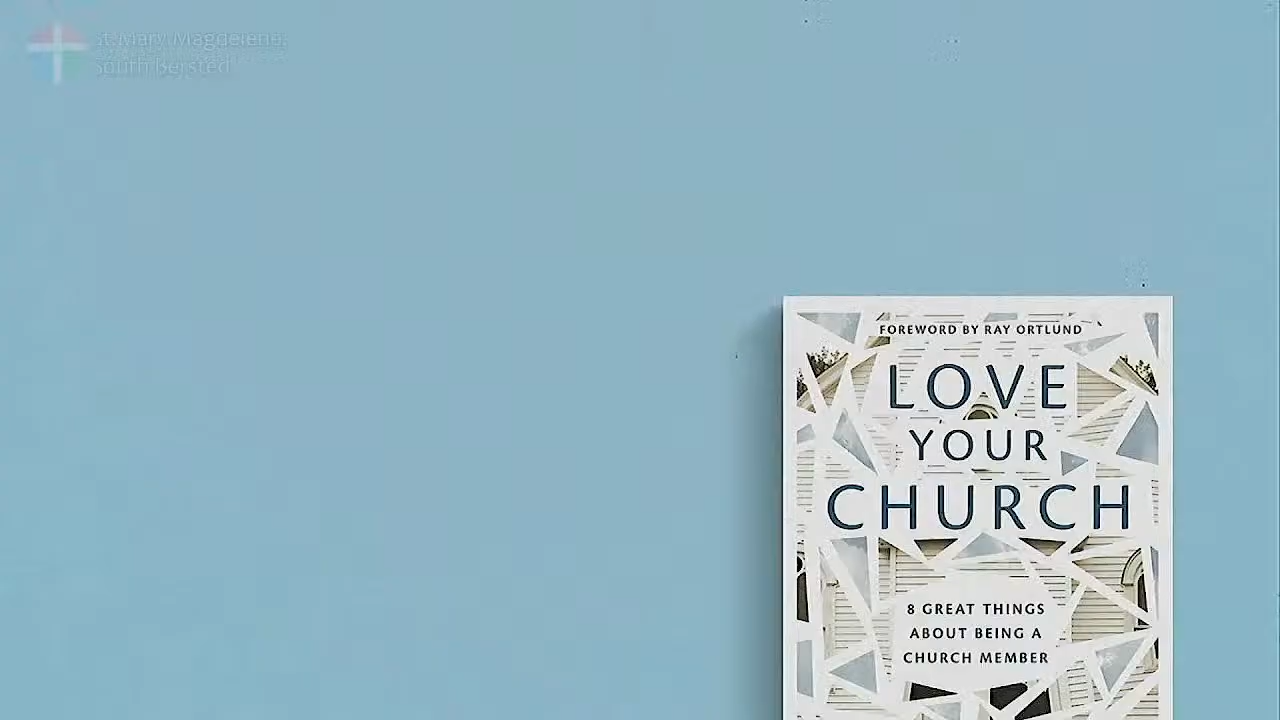 St Mary Magdalene,
South Bersted
FOREWORD BY RAY ORTLUND
LOVE
YOUR
CHURCH
8 GREAT THINGS
ABOUT BEING A
CHURCH MEMBER